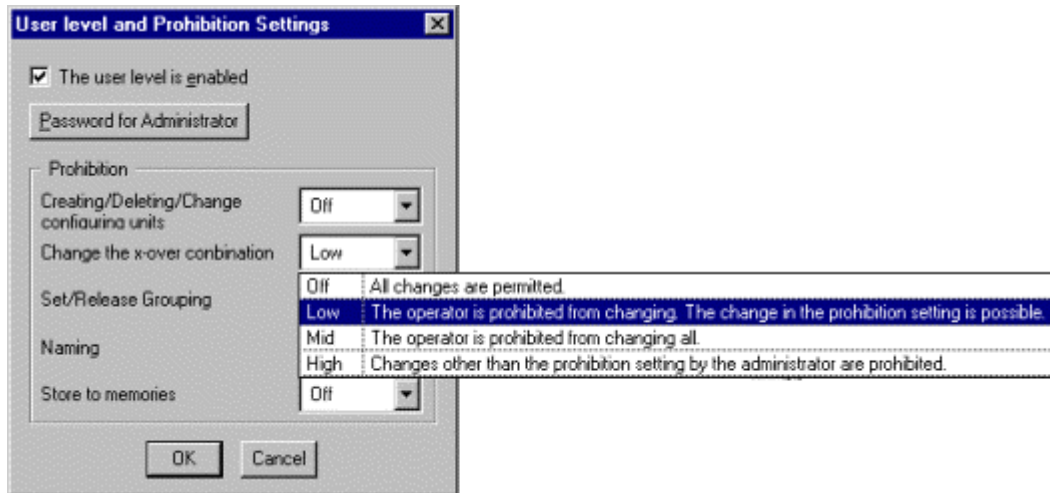 User level and Prohibition Settings
The user level is enabled
Password for Administrator
Prohibition
Creating/Deleting/Change
configuring units
Off
Change the x-over combination
Low
Off All changes are permitted.
Low The operator is prohibited from changing. The change in the prohibition setting is possible.
Mid The operator is prohibited from changing all.
High Changes other than the prohibition setting by the administrator are prohibited.
Set/Release Grouping
Naming
Store to memories
Off
OK
Cancel